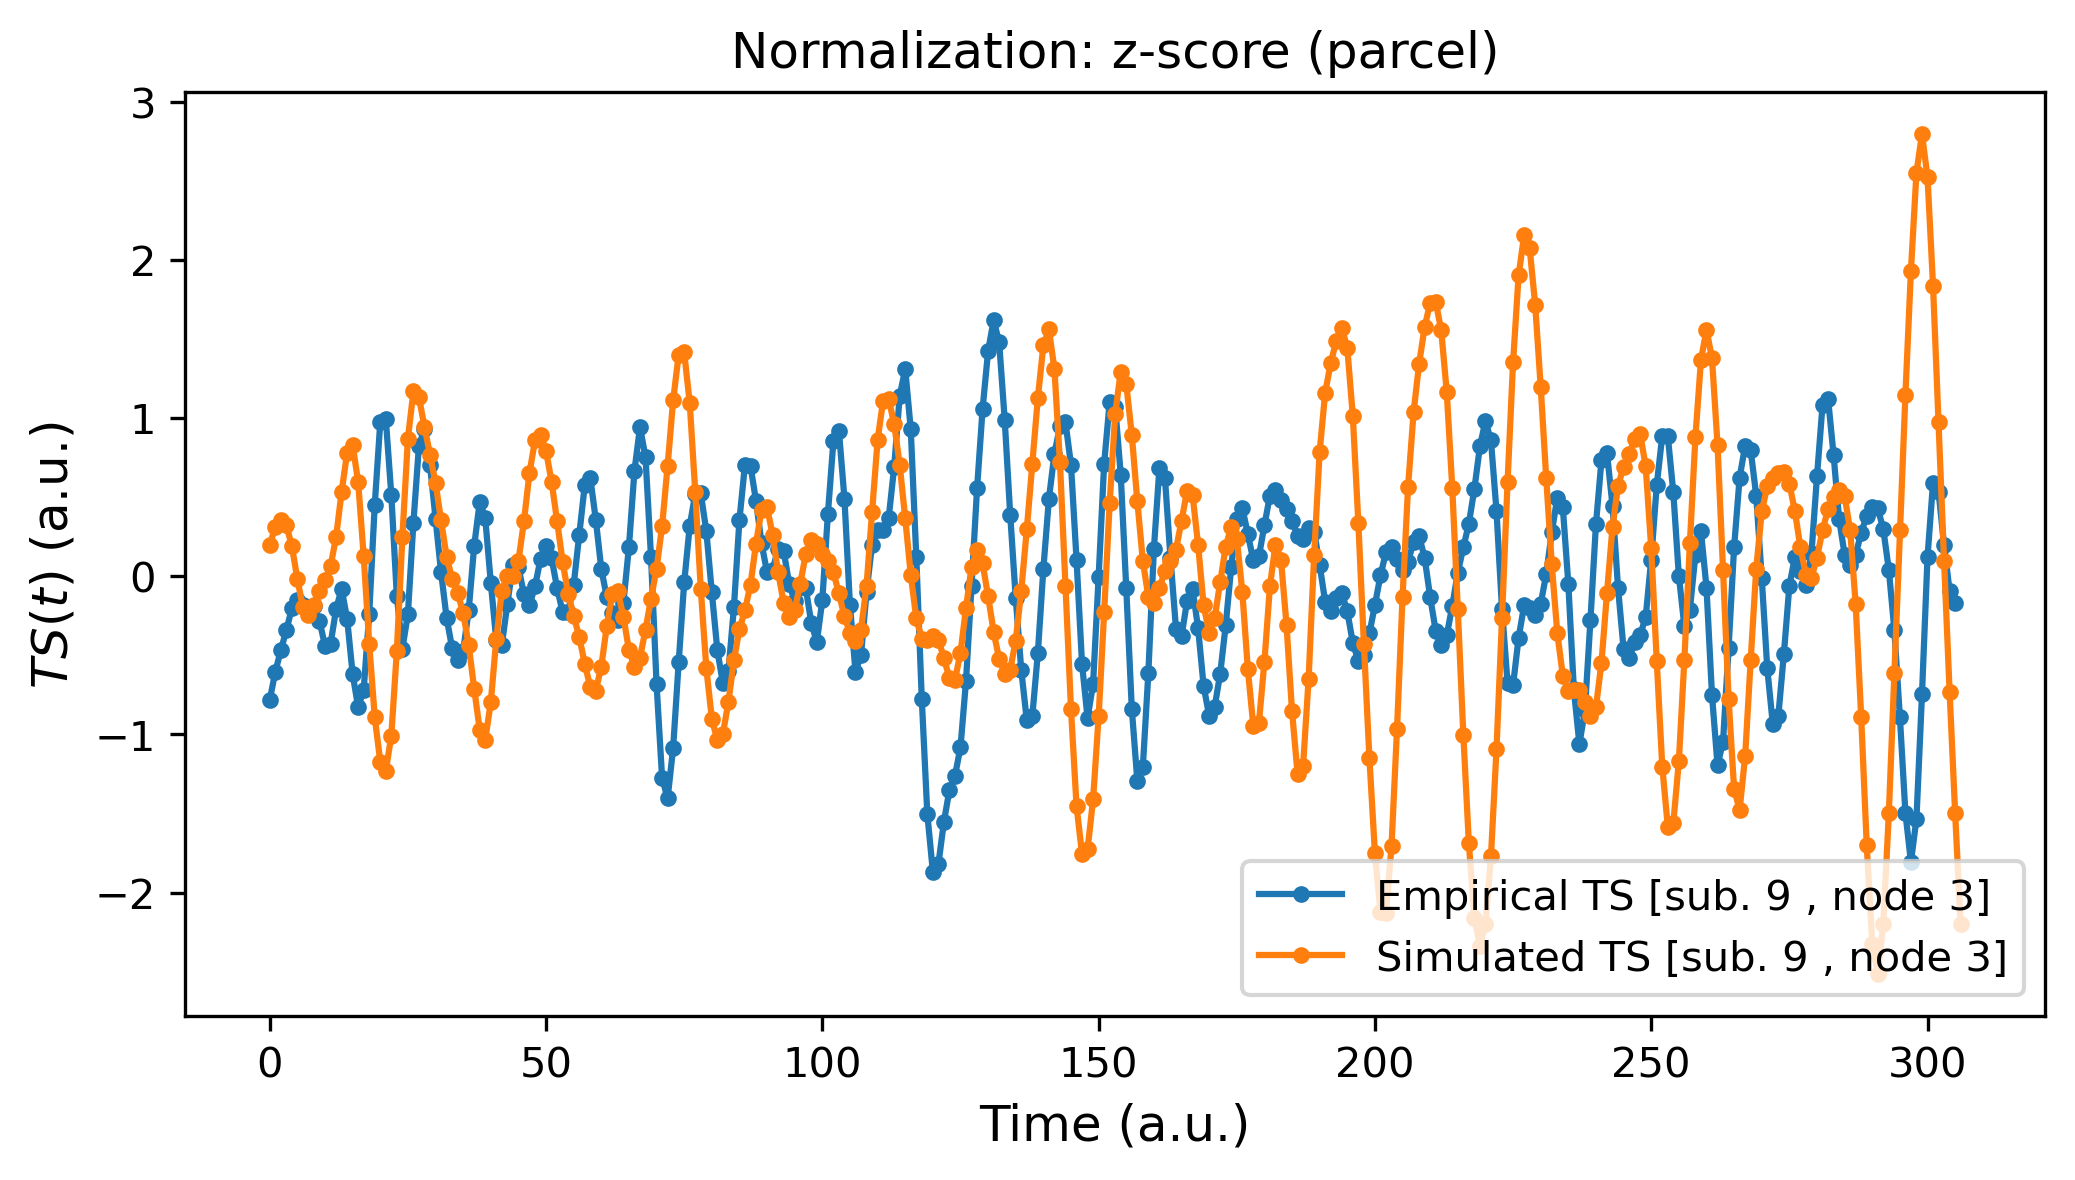 Normalization: z-score (parcel)
TS(t) (a.u.)
3
2
1
0
−1
−2
0 50 100 150 200 250 300
Time (a.u.)
Empirical TS [sub. 9 , node 3]
Simulated TS [sub. 9 , node 3]